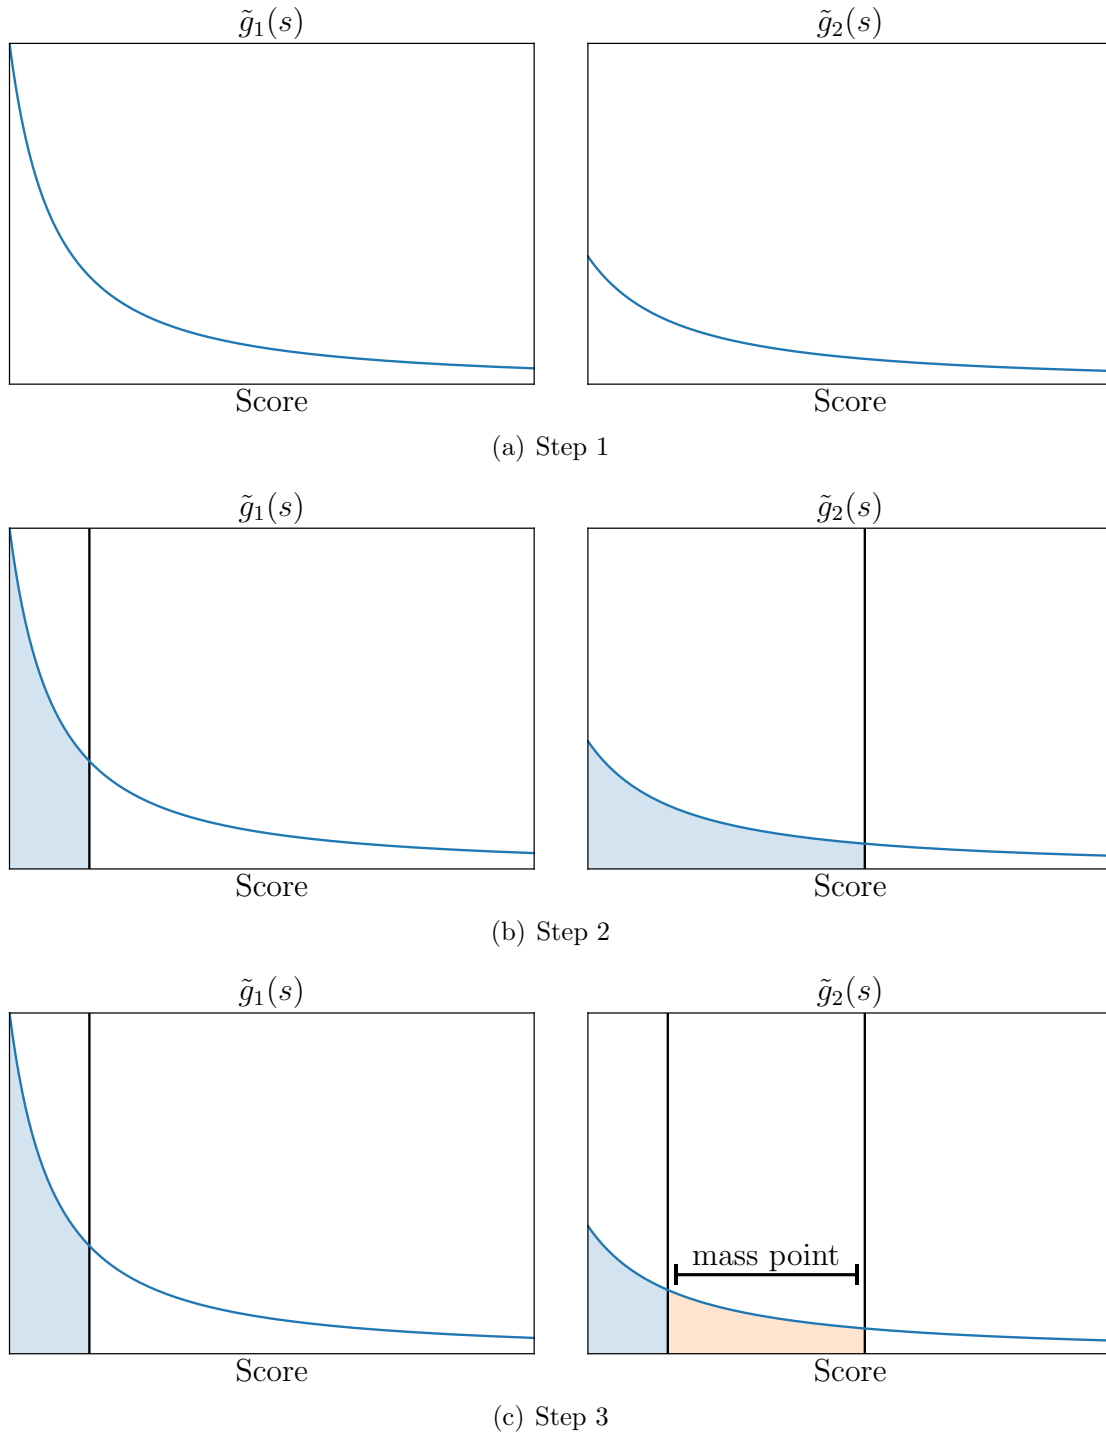 g̃₁(s) g̃₂(s)
Score Score
(a) Step 1
g̃₁(s) g̃₂(s)
Score Score
(b) Step 2
g̃₁(s) g̃₂(s)
mass point
Score Score
(c) Step 3